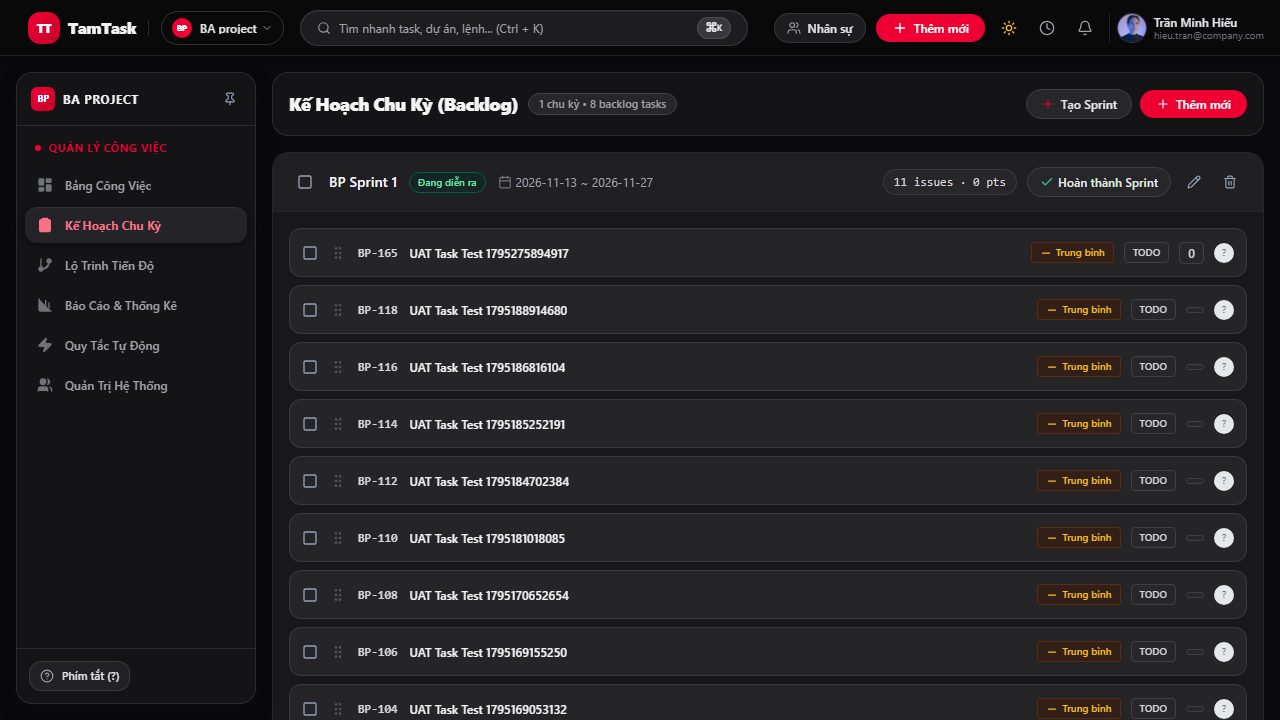 TT TamTask BP BA project Tìm nhanh task, dự án, lệnh... (Ctrl + K) ⌘K Nhân sự + Thêm mới Trần Minh Hiếu
hieu.tran@company.com
BP BA PROJECT
QUẢN LÝ CÔNG VIỆC
Bảng Công Việc
Kế Hoạch Chu Kỳ
Lộ Trình Tiến Độ
Báo Cáo & Thống Kê
Quy Tắc Tự Động
Quản Trị Hệ Thống
Phím tắt (?)
Kế Hoạch Chu Kỳ (Backlog) 1 chu kỳ • 8 backlog tasks + Tạo Sprint + Thêm mới
BP Sprint 1 Đang diễn ra 2026-11-13 ~ 2026-11-27 11 issues · 0 pts Hoàn thành Sprint
BP-165 UAT Task Test 1795275894917 — Trung bình TODO 0 ?
BP-118 UAT Task Test 1795188914680 — Trung bình TODO ?
BP-116 UAT Task Test 1795186816104 — Trung bình TODO ?
BP-114 UAT Task Test 1795185252191 — Trung bình TODO ?
BP-112 UAT Task Test 1795184702384 — Trung bình TODO ?
BP-110 UAT Task Test 1795181018085 — Trung bình TODO ?
BP-108 UAT Task Test 1795170652654 — Trung bình TODO ?
BP-106 UAT Task Test 1795169155250 — Trung bình TODO ?
BP-104 UAT Task Test 1795169053132 — Trung bình TODO ?